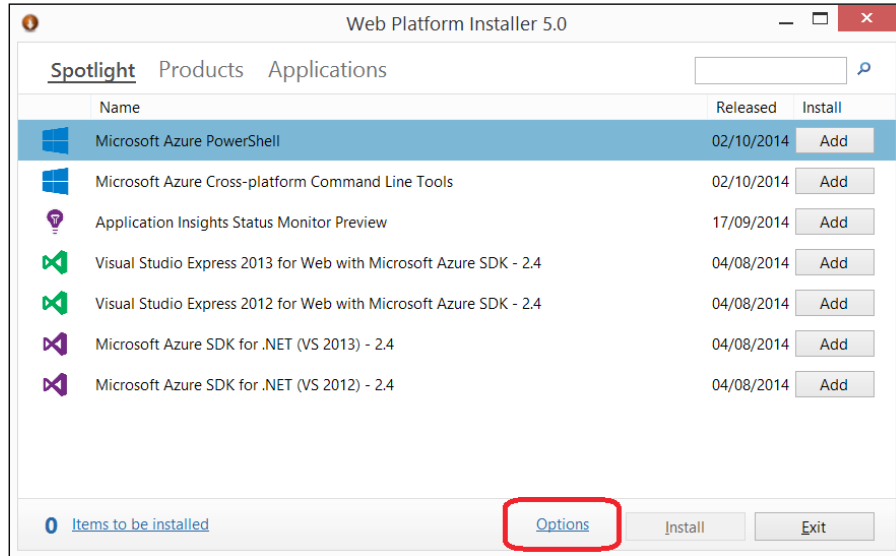 Web Platform Installer 5.0
Spotlight Products Applications
Name Released Install
Microsoft Azure PowerShell 02/10/2014 Add
Microsoft Azure Cross-platform Command Line Tools 02/10/2014 Add
Application Insights Status Monitor Preview 17/09/2014 Add
Visual Studio Express 2013 for Web with Microsoft Azure SDK - 2.4 04/08/2014 Add
Visual Studio Express 2012 for Web with Microsoft Azure SDK - 2.4 04/08/2014 Add
Microsoft Azure SDK for .NET (VS 2013) - 2.4 04/08/2014 Add
Microsoft Azure SDK for .NET (VS 2012) - 2.4 04/08/2014 Add
0 Items to be installed Options Install Exit